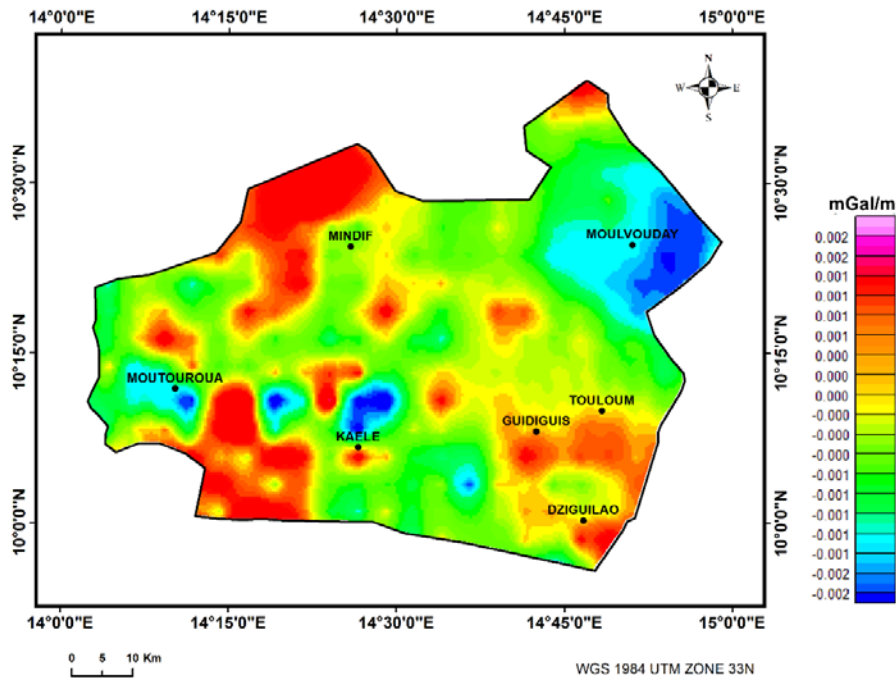 14°0'0"E 14°15'0"E 14°30'0"E 14°45'0"E 15°0'0"E
N
W E
S
10°30'0"N 10°30'0"N
mGal/m
MOULVOUDAY
MINDIF
0.002
0.002
0.001
0.001
0.001
0.001
0.000
0.000
-0.000
-0.000
-0.001
-0.001
-0.001
-0.001
-0.001
-0.002
-0.002
10°15'0"N 10°15'0"N
MOUTOUROUA
TOULOUM
GUIDIGUIS
KAELE
DZIGUILAO
10°0'0"N 10°0'0"N
14°0'0"E 14°15'0"E 14°30'0"E 14°45'0"E 15°0'0"E
0 5 10 Km
WGS 1984 UTM ZONE 33N